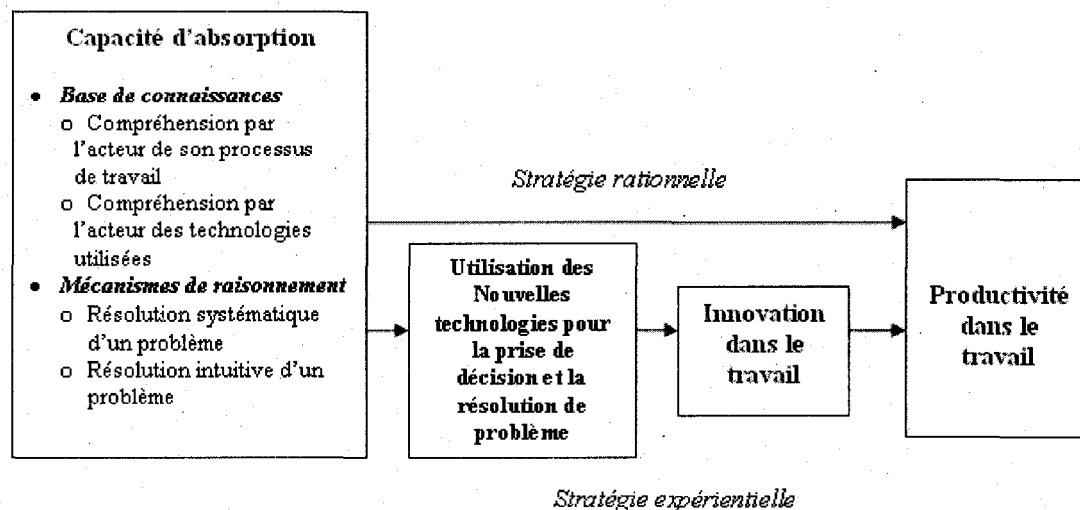 Capacité d'absorption
• Base de connaissances
o Compréhension par
l'acteur de son processus
de travail
o Compréhension par
l'acteur des technologies
utilisées
• Mécanismes de raisonnement
o Résolution systématique
d'un problème
o Résolution intuitive d'un
problème
Stratégie rationnelle
Utilisation des
Nouvelles
technologies pour
la prise de
décision et la
résolution de
problème
Innovation
dans le
travail
Productivité
dans le
travail
Stratégie expérientielle